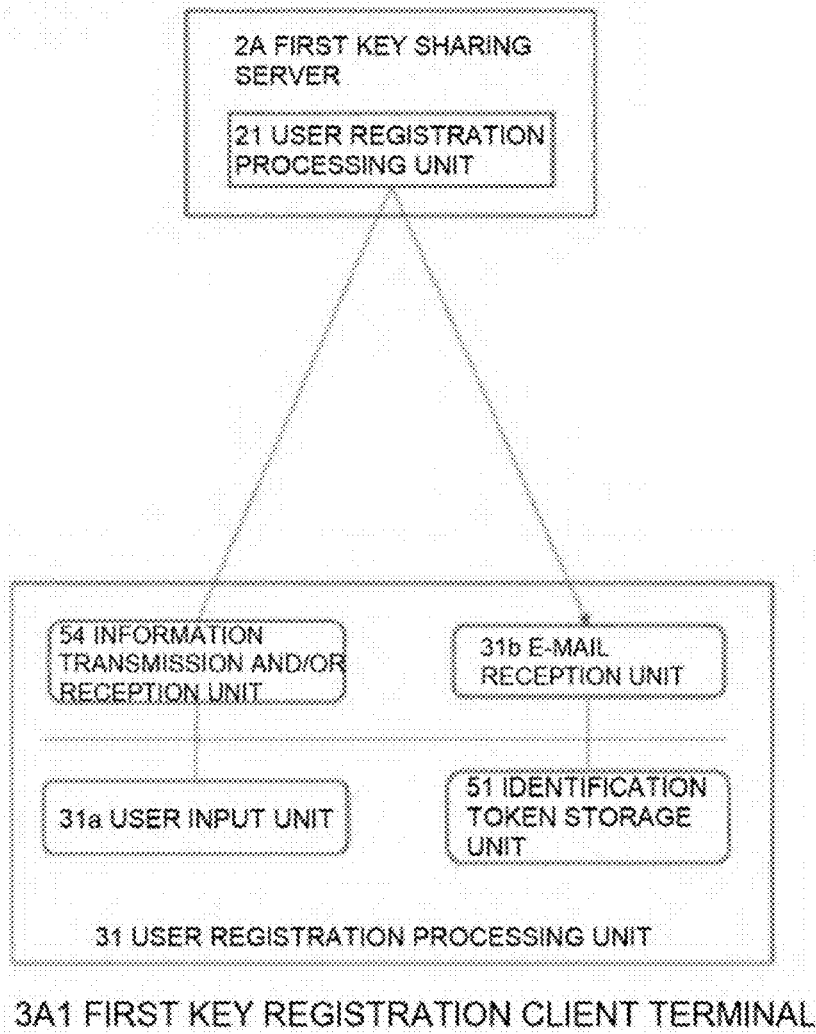 2A FIRST KEY SHARING
SERVER
21 USER REGISTRATION
PROCESSING UNIT
54 INFORMATION
TRANSMISSION AND/OR
RECEPTION UNIT
31b E-MAIL
RECEPTION UNIT
31a USER INPUT UNIT
51 IDENTIFICATION
TOKEN STORAGE
UNIT
31 USER REGISTRATION PROCESSING UNIT
3A1 FIRST KEY REGISTRATION CLIENT TERMINAL